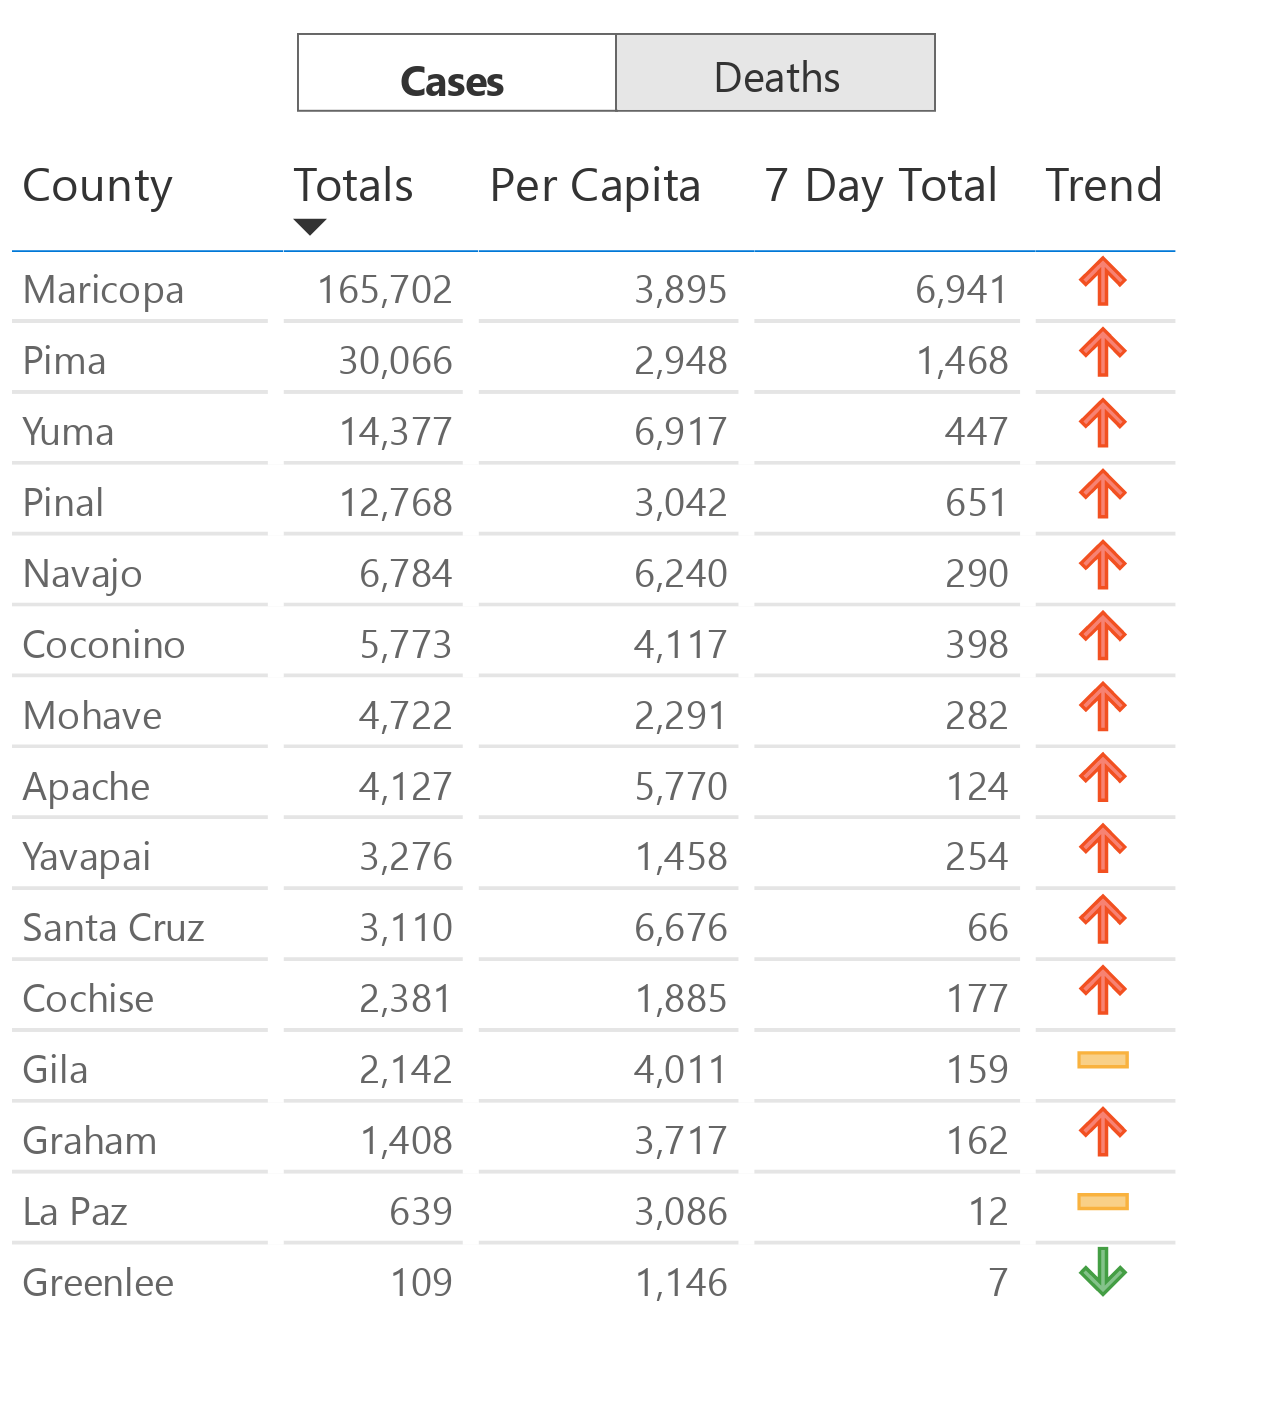 Cases Deaths
County Totals Per Capita 7 Day Total Trend
Maricopa 165,702 3,895 6,941
Pima 30,066 2,948 1,468
Yuma 14,377 6,917 447
Pinal 12,768 3,042 651
Navajo 6,784 6,240 290
Coconino 5,773 4,117 398
Mohave 4,722 2,291 282
Apache 4,127 5,770 124
Yavapai 3,276 1,458 254
Santa Cruz 3,110 6,676 66
Cochise 2,381 1,885 177
Gila 2,142 4,011 159
Graham 1,408 3,717 162
La Paz 639 3,086 12
Greenlee 109 1,146 7